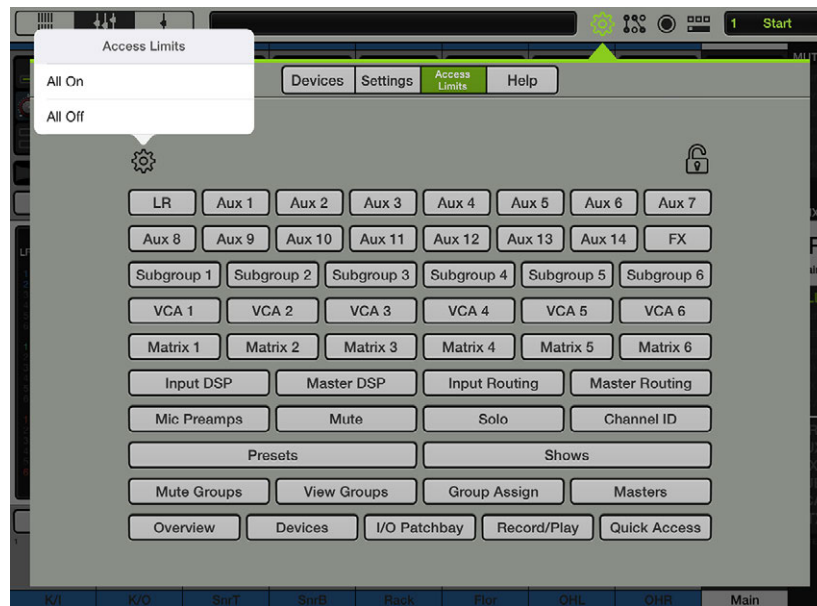 1 Start
MUT
Access Limits
All On
All Off
Devices Settings Access Limits Help
LR Aux 1 Aux 2 Aux 3 Aux 4 Aux 5 Aux 6 Aux 7
Aux 8 Aux 9 Aux 10 Aux 11 Aux 12 Aux 13 Aux 14 FX
Subgroup 1 Subgroup 2 Subgroup 3 Subgroup 4 Subgroup 5 Subgroup 6
VCA 1 VCA 2 VCA 3 VCA 4 VCA 5 VCA 6
Matrix 1 Matrix 2 Matrix 3 Matrix 4 Matrix 5 Matrix 6
Input DSP Master DSP Input Routing Master Routing
Mic Preamps Mute Solo Channel ID
Presets Shows
Mute Groups View Groups Group Assign Masters
Overview Devices I/O Patchbay Record/Play Quick Access
K/I K/O SnrT SnrB Rack Flor OHL OHR Main